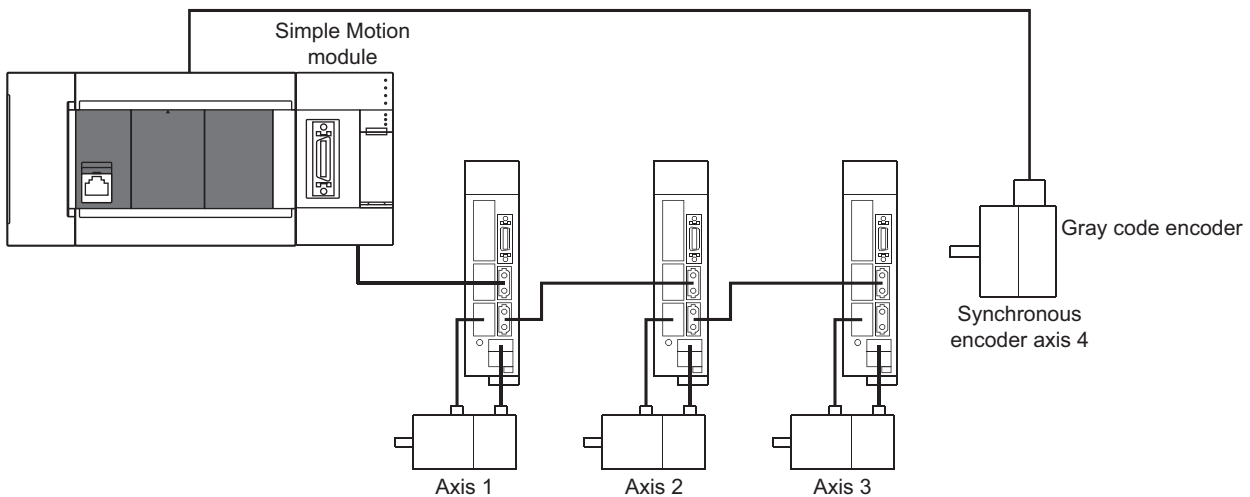 Simple Motion
module
Gray code encoder
Synchronous
encoder axis 4
Axis 1
Axis 2
Axis 3